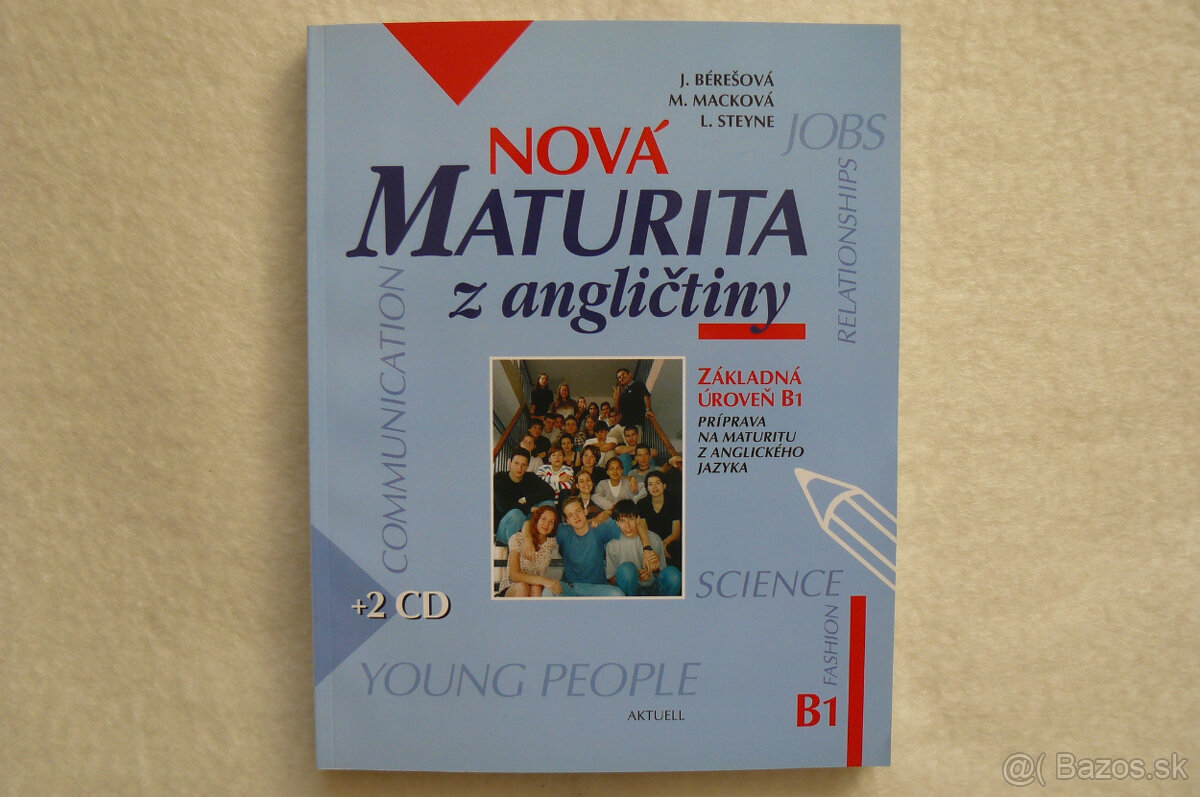 J. BÉREŠOVÁ
M. MACKOVÁ
L. STEYNE
JOBS
RELATIONSHIPS
NOVÁ
MATURITA
z angličtiny
COMMUNICATION
ZÁKLADNÁ
ÚROVEŇ B1
PRÍPRAVA
NA MATURITU
Z ANGLICKÉHO
JAZYKA
SCIENCE
+2 CD
FASHION
YOUNG PEOPLE
AKTUELL
B1
@( Bazos.sk